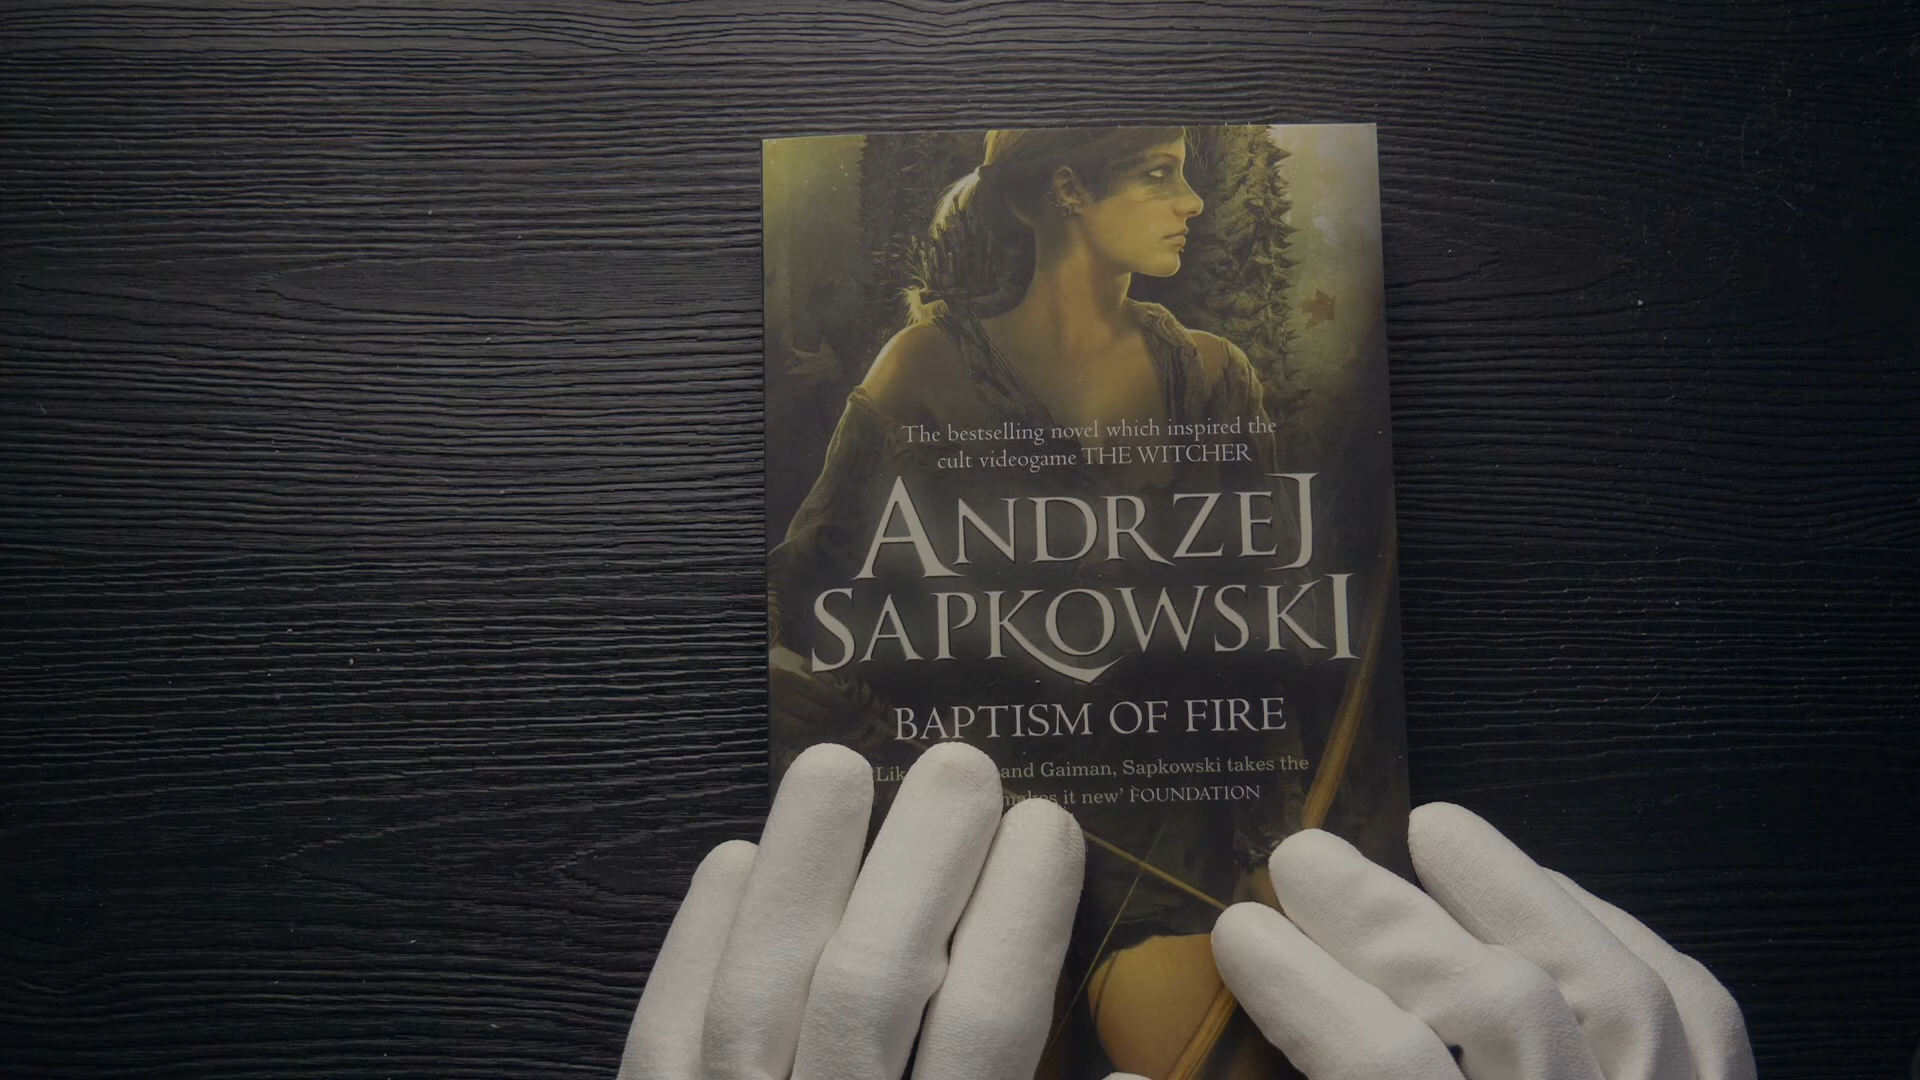 The bestselling novel which inspired the
cult videogame THE WITCHER
ANDRZEJ
SAPKOWSKI
BAPTISM OF FIRE
and Gaiman, Sapkowski takes the
makes it new’ FOUNDATION